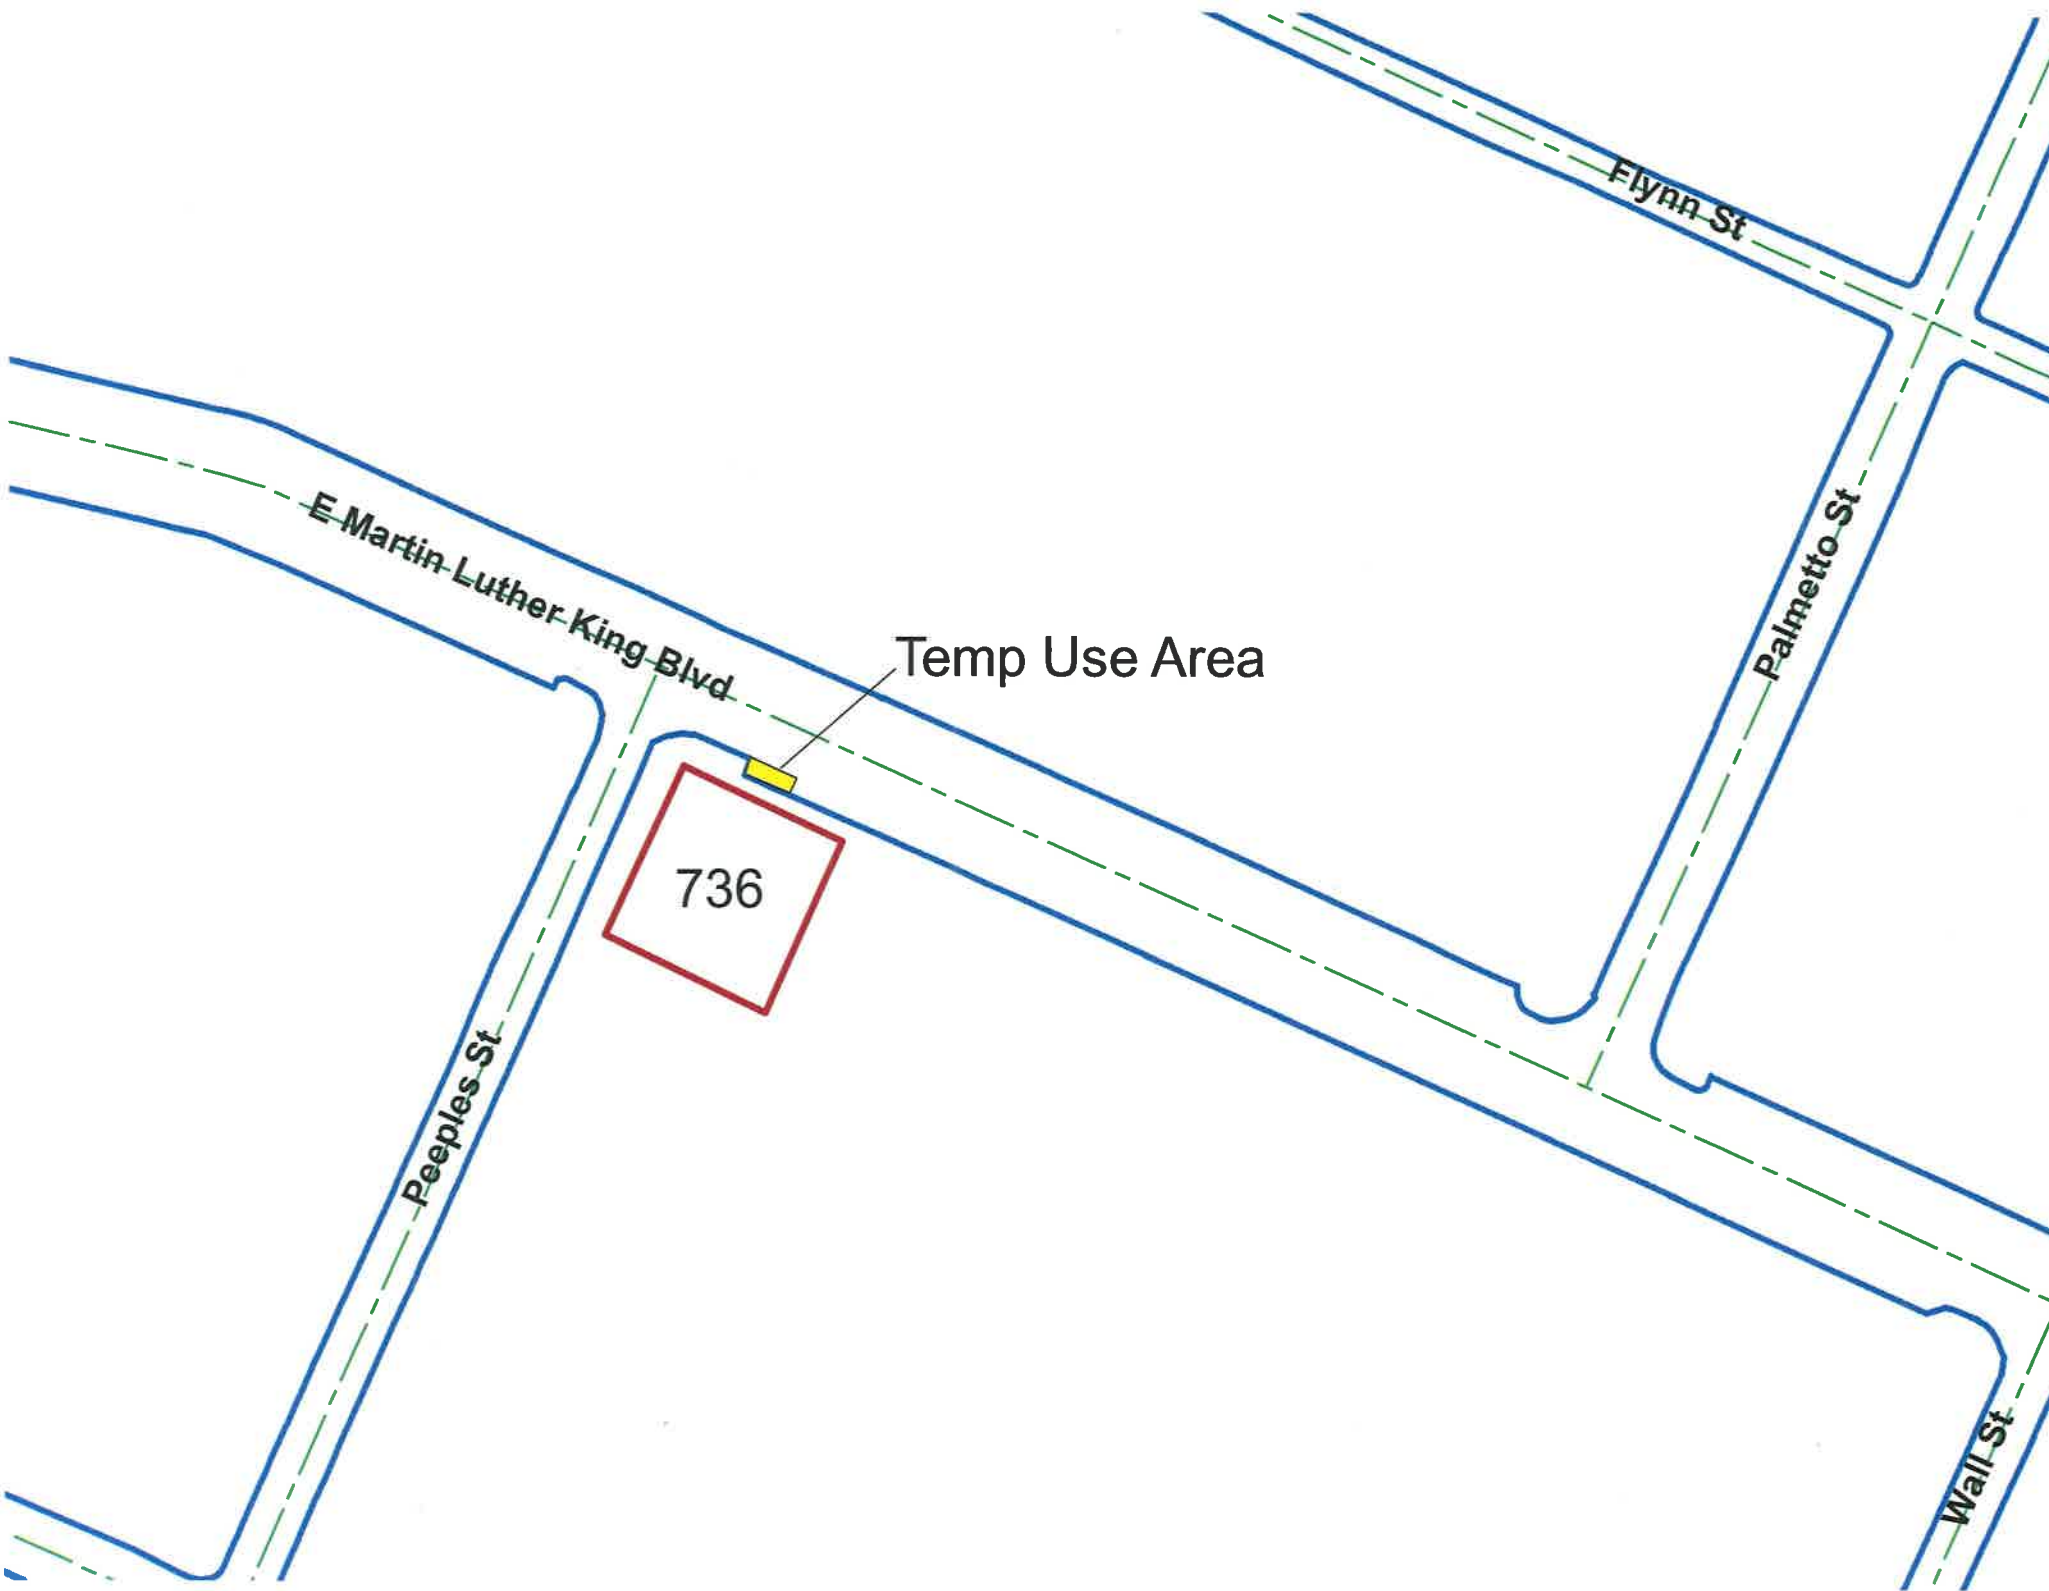 Flynn St
E Martin Luther King Blvd
Palmetto St
Temp Use Area
736
Peeples St
Wall St